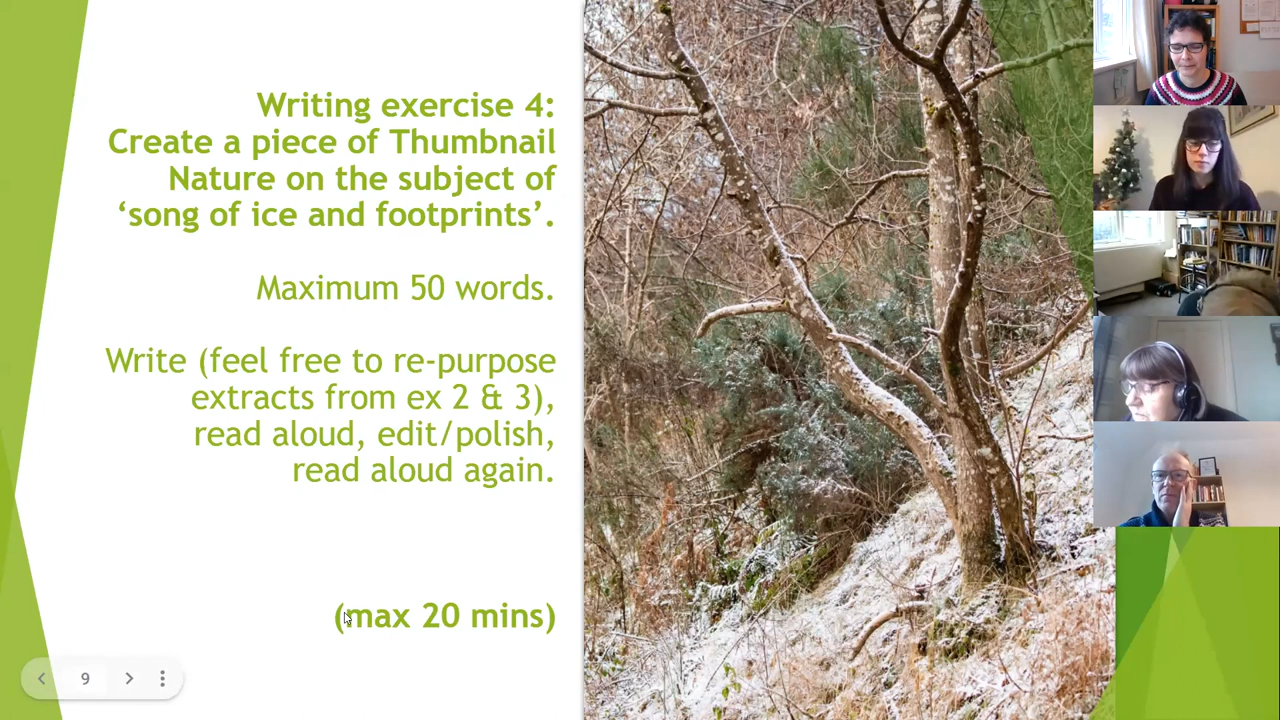 Writing exercise 4:
Create a piece of Thumbnail
Nature on the subject of
‘song of ice and footprints’.
Maximum 50 words.
Write (feel free to re-purpose
extracts from ex 2 & 3),
read aloud, edit/polish,
read aloud again.
(max 20 mins)
9